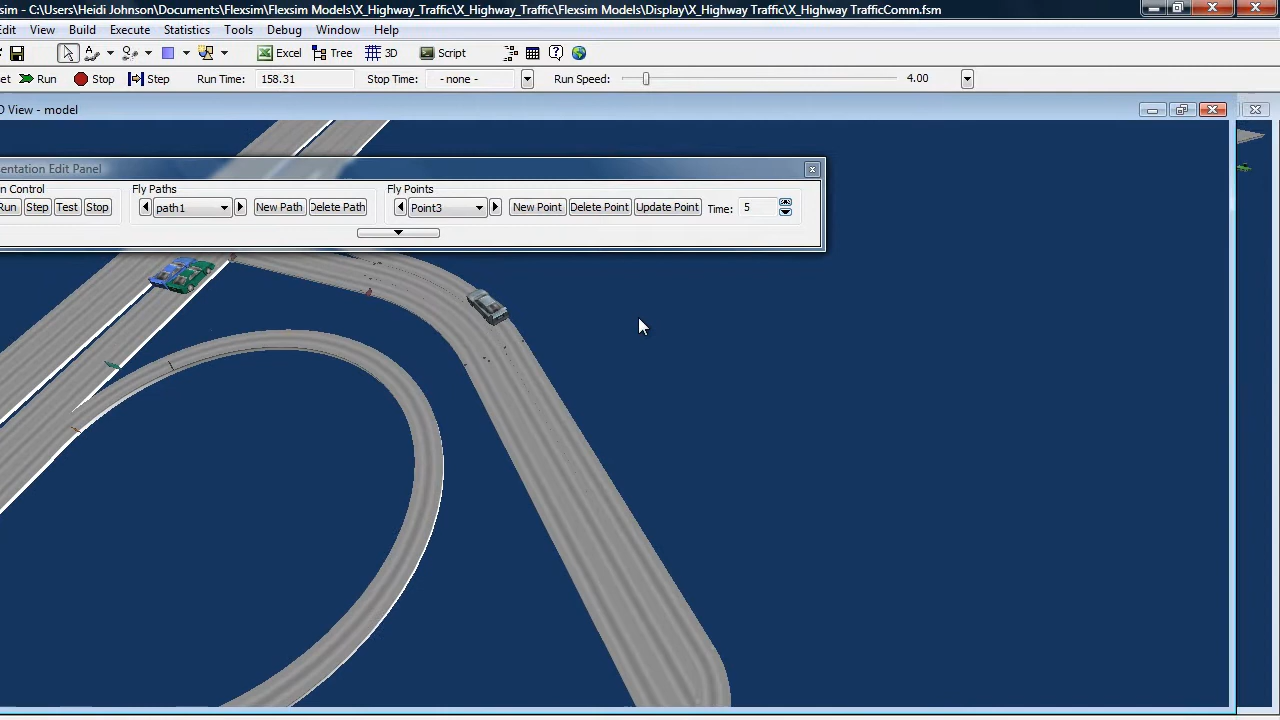 sim - C:\Users\Heidi Johnson\Documents\Flexsim\Flexsim Models\X_Highway_Traffic\X_Highway_Traffic\Flexsim Models\Display\X_Highway Traffic\X_Highway TrafficComm.fsm
Edit View Build Execute Statistics Tools Debug Window Help
Excel Tree 3D Script
et Run Stop Step Run Time: 158.31 Stop Time: - none - Run Speed: 4.00
D View - model
entation Edit Panel
n Control Fly Paths Fly Points
Run Step Test Stop path1 New Path Delete Path Point3 New Point Delete Point Update Point Time: 5